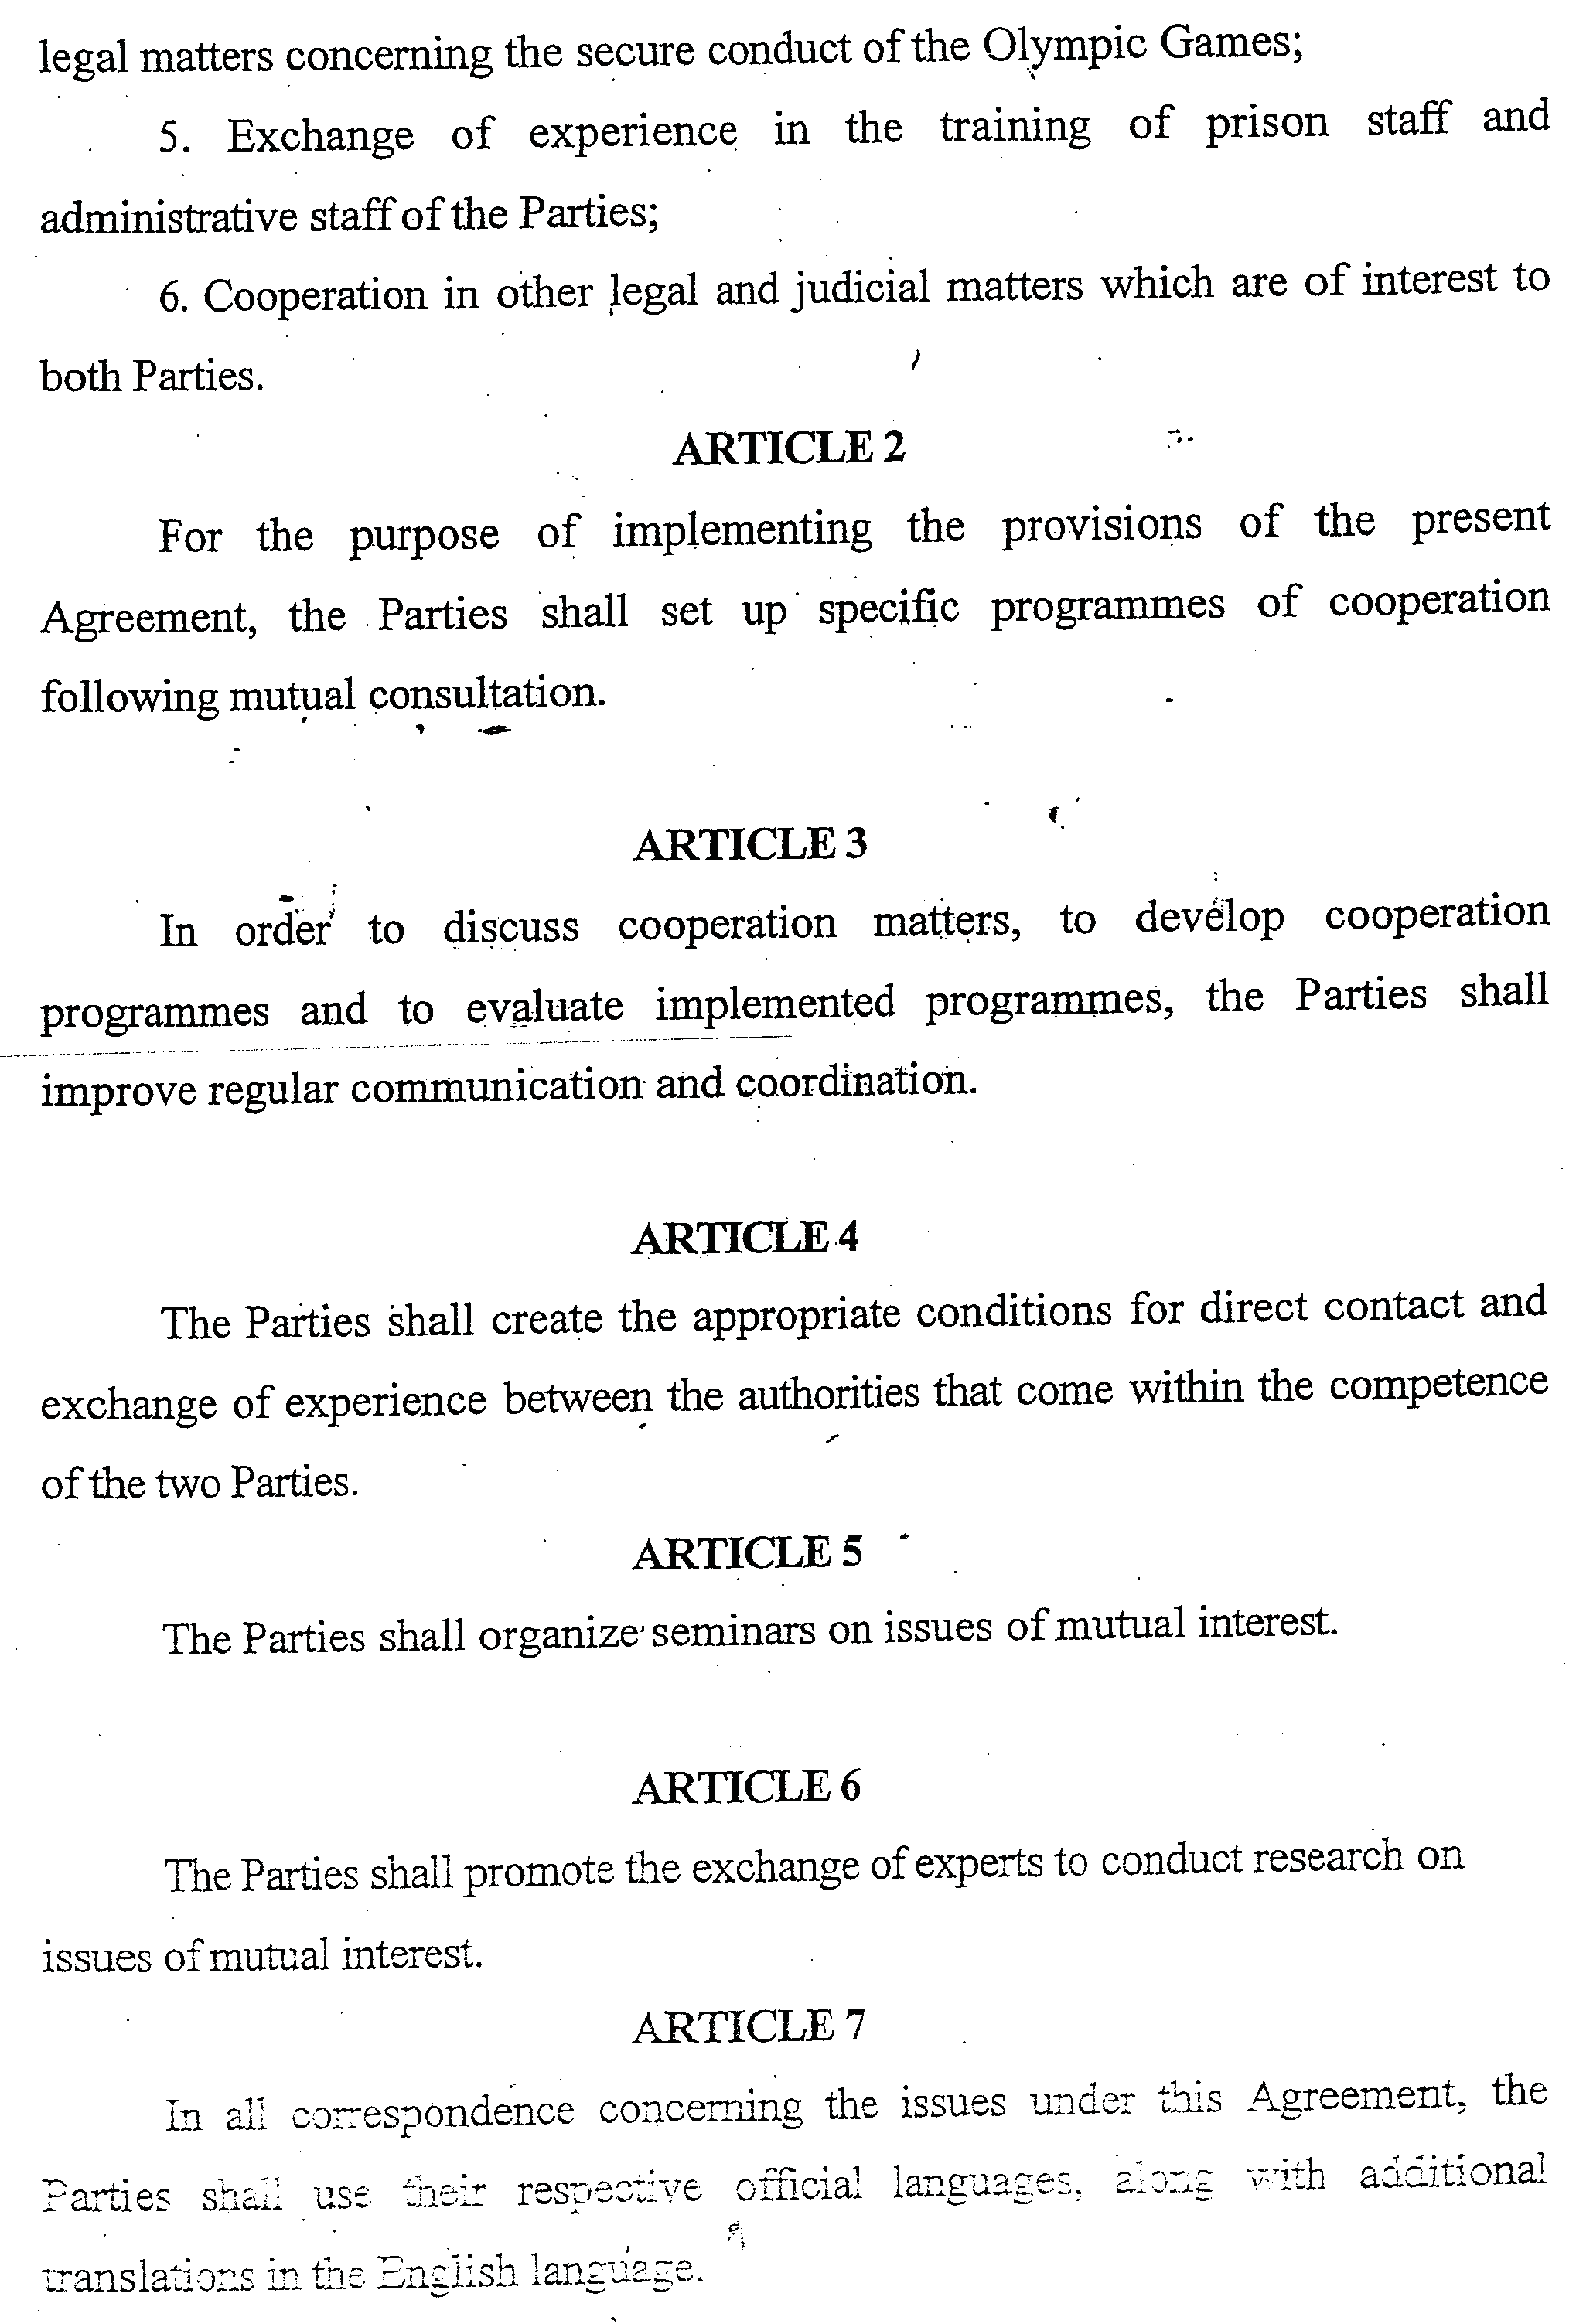 legal matters concerning the secure conduct of the Olympic Games;
5. Exchange of experience in the training of prison staff and
administrative staff of the Parties;
6. Cooperation in other legal and judicial matters which are of interest to
both Parties.
ARTICLE 2
For the purpose of implementing the provisions of the present
Agreement, the Parties shall set up specific programmes of cooperation
following mutual consultation.
ARTICLE 3
In order to discuss cooperation matters, to develop cooperation
programmes and to evaluate implemented programmes, the Parties shall
improve regular communication and coordination.
ARTICLE 4
The Parties shall create the appropriate conditions for direct contact and
exchange of experience between the authorities that come within the competence
of the two Parties.
ARTICLE 5
The Parties shall organize seminars on issues of mutual interest.
ARTICLE 6
The Parties shall promote the exchange of experts to conduct research on
issues of mutual interest.
ARTICLE 7
In all correspondence concerning the issues under this Agreement, the
Parties shall use their respective official languages, along with additional
translations in the English language.